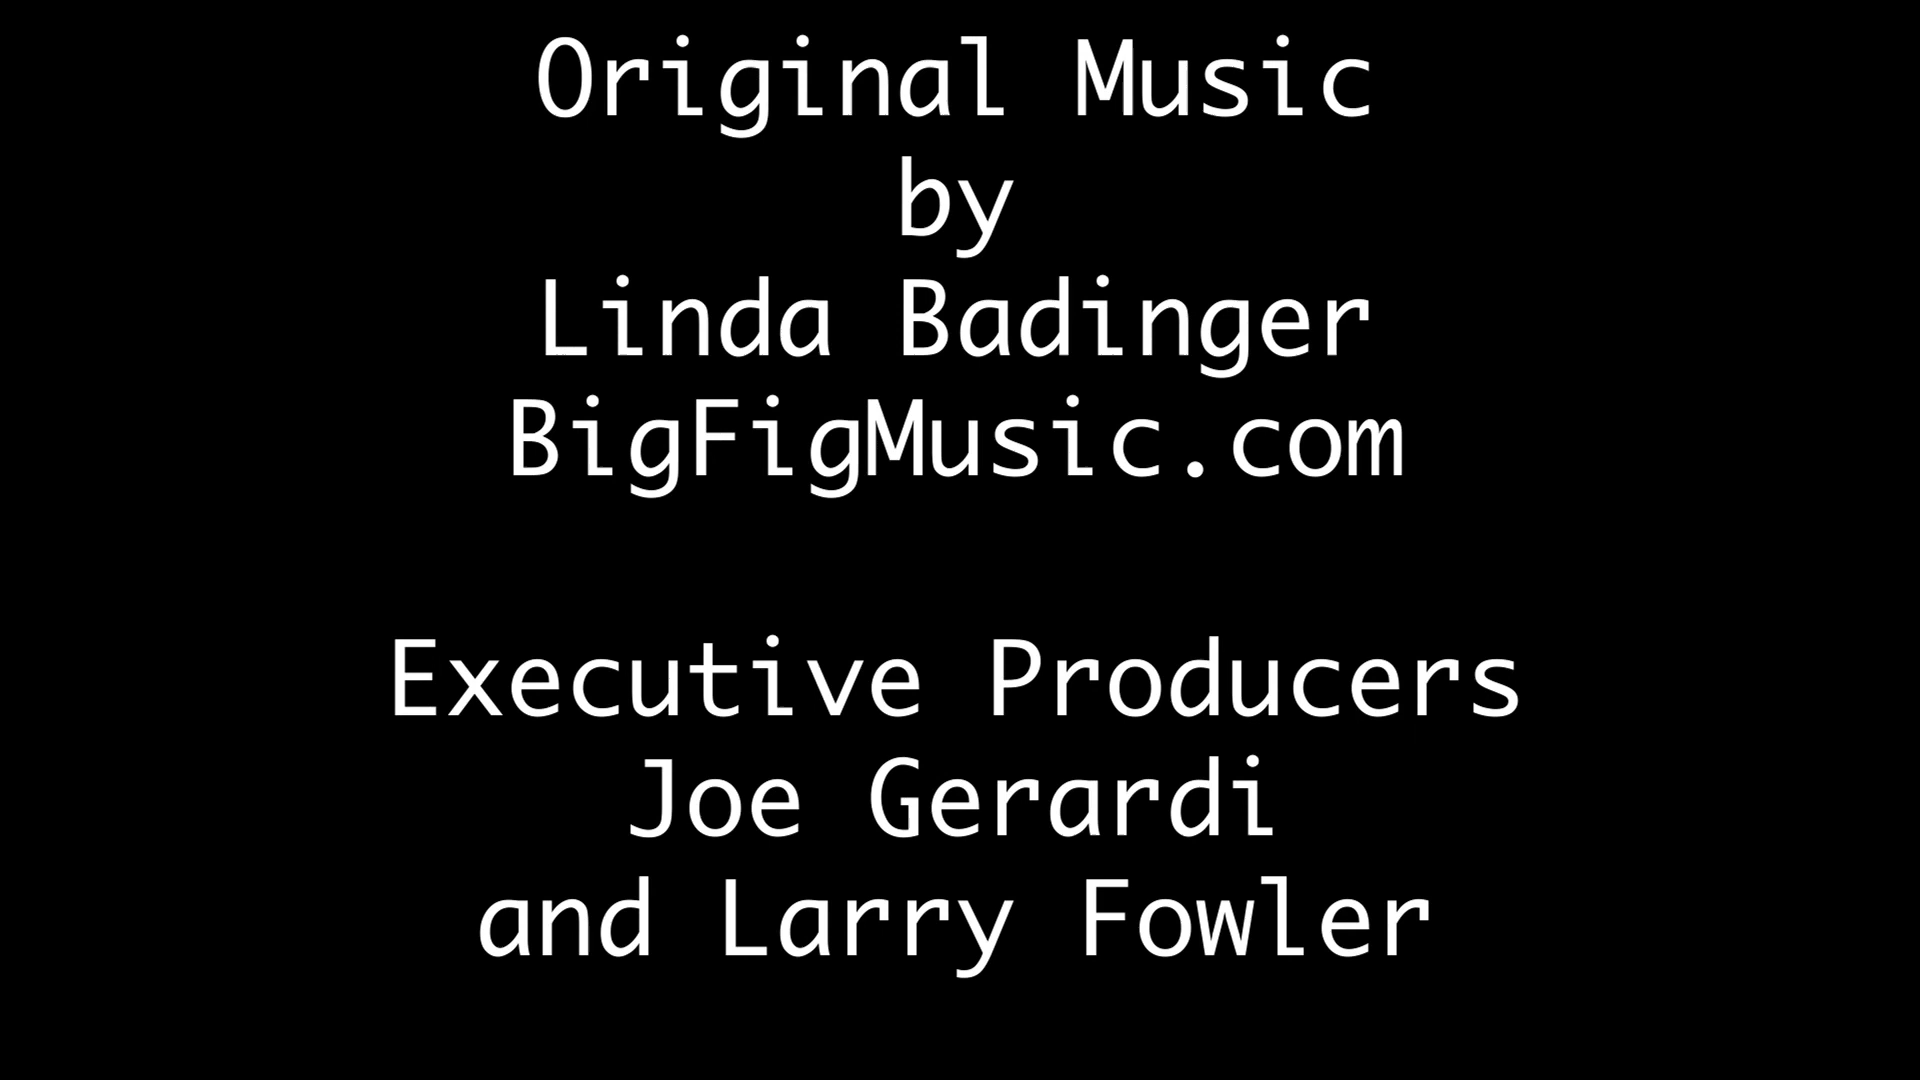 Original Music
by
Linda Badinger
BigFigMusic.com
Executive Producers
Joe Gerardi
and Larry Fowler